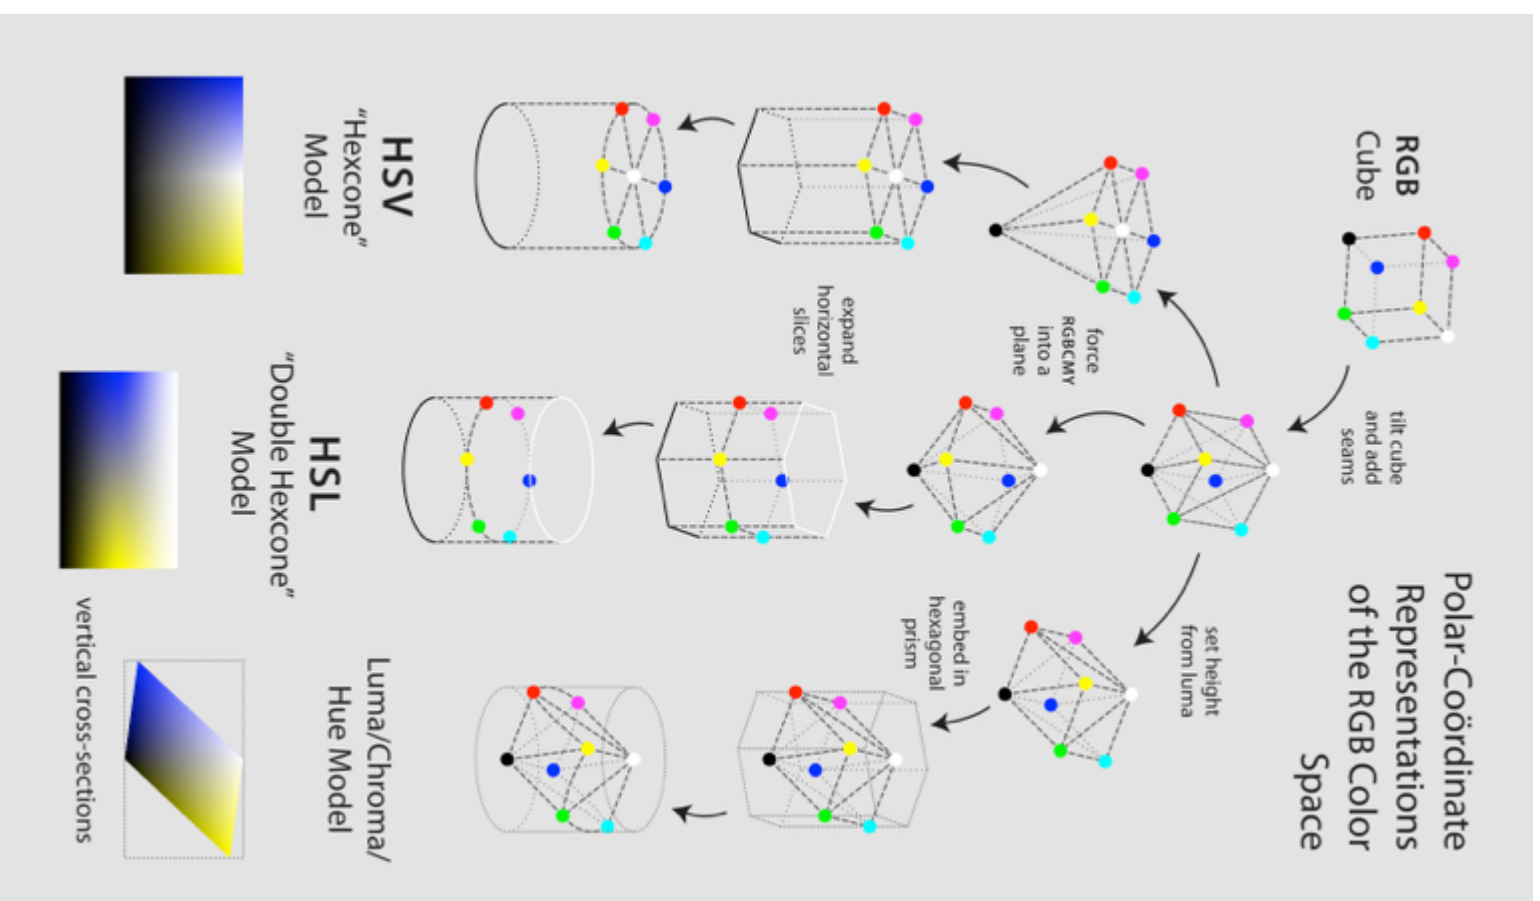 Polar-Coördinate
Representations
of the RGB Color
Space
RGB
Cube
tilt cube
and add
seams
force
RGBCMY
into a
plane
set height
from luma
expand
horizontal
slices
embed in
hexagonal
prism
HSV
“Hexcone”
Model
HSL
“Double Hexcone”
Model
Luma/Chroma/
Hue Model
vertical cross-sections